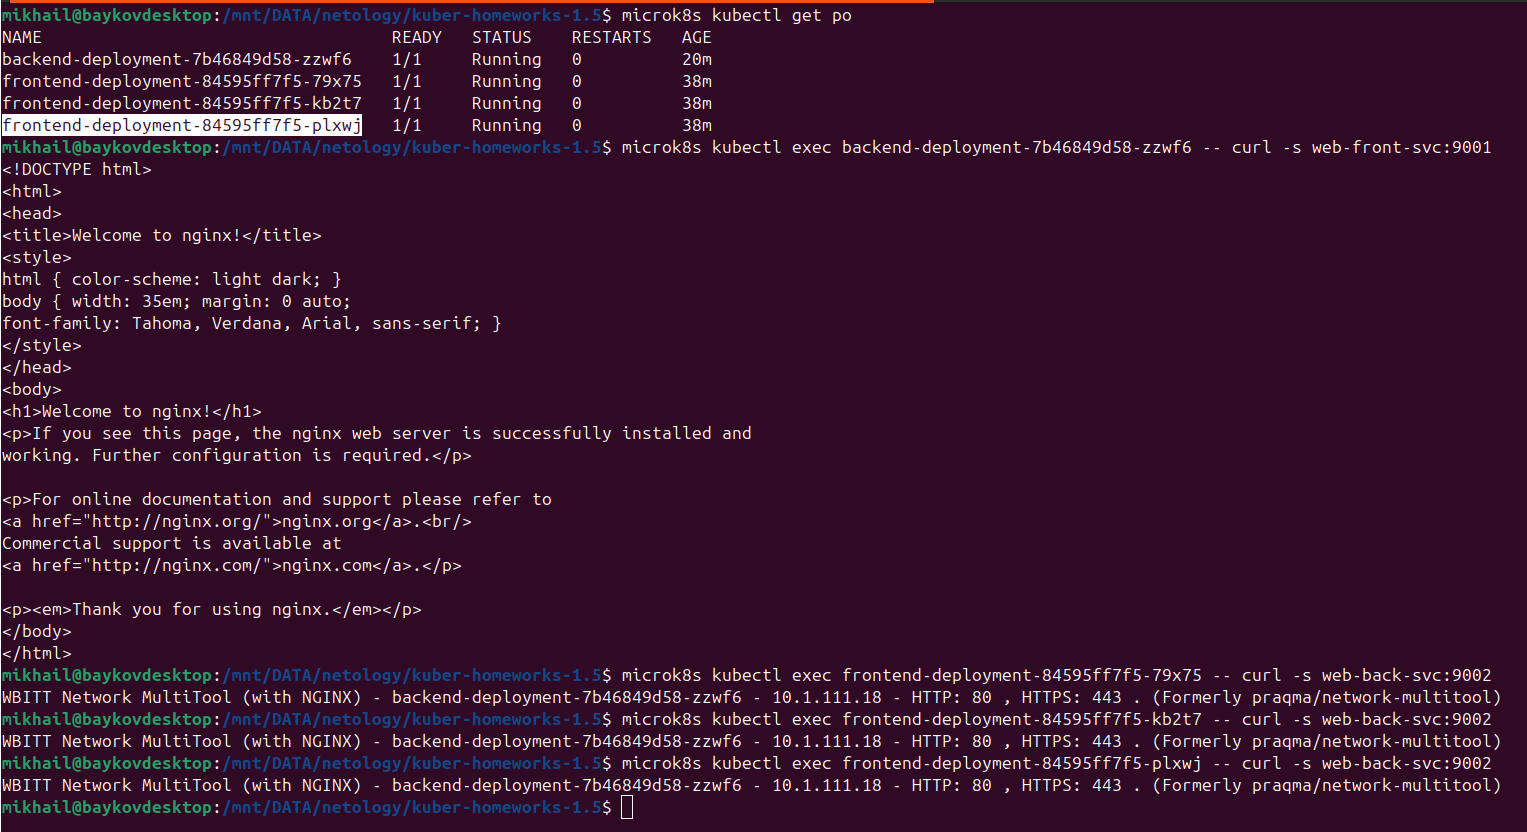 mikhail@baykovdesktop:/mnt/DATA/netology/kuber-homeworks-1.5$ microk8s kubectl get po
NAME                                   READY   STATUS    RESTARTS   AGE
backend-deployment-7b46849d58-zzwf6    1/1     Running   0          20m
frontend-deployment-84595ff7f5-79x75   1/1     Running   0          38m
frontend-deployment-84595ff7f5-kb2t7   1/1     Running   0          38m
frontend-deployment-84595ff7f5-plxwj   1/1     Running   0          38m
mikhail@baykovdesktop:/mnt/DATA/netology/kuber-homeworks-1.5$ microk8s kubectl exec backend-deployment-7b46849d58-zzwf6 -- curl -s web-front-svc:9001
<!DOCTYPE html>
<html>
<head>
<title>Welcome to nginx!</title>
<style>
html { color-scheme: light dark; }
body { width: 35em; margin: 0 auto;
font-family: Tahoma, Verdana, Arial, sans-serif; }
</style>
</head>
<body>
<h1>Welcome to nginx!</h1>
<p>If you see this page, the nginx web server is successfully installed and
working. Further configuration is required.</p>

<p>For online documentation and support please refer to
<a href="http://nginx.org/">nginx.org</a>.<br/>
Commercial support is available at
<a href="http://nginx.com/">nginx.com</a>.</p>

<p><em>Thank you for using nginx.</em></p>
</body>
</html>
mikhail@baykovdesktop:/mnt/DATA/netology/kuber-homeworks-1.5$ microk8s kubectl exec frontend-deployment-84595ff7f5-79x75 -- curl -s web-back-svc:9002
WBITT Network MultiTool (with NGINX) - backend-deployment-7b46849d58-zzwf6 - 10.1.111.18 - HTTP: 80 , HTTPS: 443 . (Formerly praqma/network-multitool)
mikhail@baykovdesktop:/mnt/DATA/netology/kuber-homeworks-1.5$ microk8s kubectl exec frontend-deployment-84595ff7f5-kb2t7 -- curl -s web-back-svc:9002
WBITT Network MultiTool (with NGINX) - backend-deployment-7b46849d58-zzwf6 - 10.1.111.18 - HTTP: 80 , HTTPS: 443 . (Formerly praqma/network-multitool)
mikhail@baykovdesktop:/mnt/DATA/netology/kuber-homeworks-1.5$ microk8s kubectl exec frontend-deployment-84595ff7f5-plxwj -- curl -s web-back-svc:9002
WBITT Network MultiTool (with NGINX) - backend-deployment-7b46849d58-zzwf6 - 10.1.111.18 - HTTP: 80 , HTTPS: 443 . (Formerly praqma/network-multitool)
mikhail@baykovdesktop:/mnt/DATA/netology/kuber-homeworks-1.5$